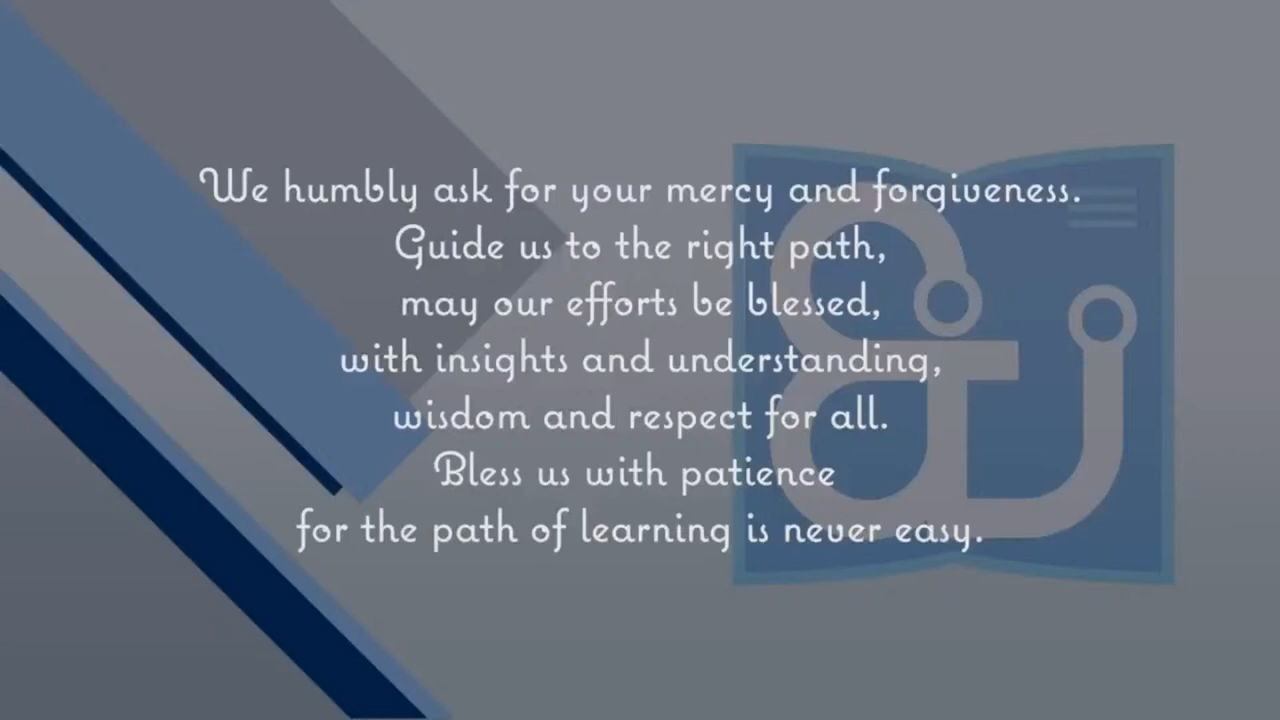 We humbly ask for your mercy and forgiveness.
Guide us to the right path,
may our efforts be blessed,
with insights and understanding,
wisdom and respect for all.
Bless us with patience
for the path of learning is never easy.